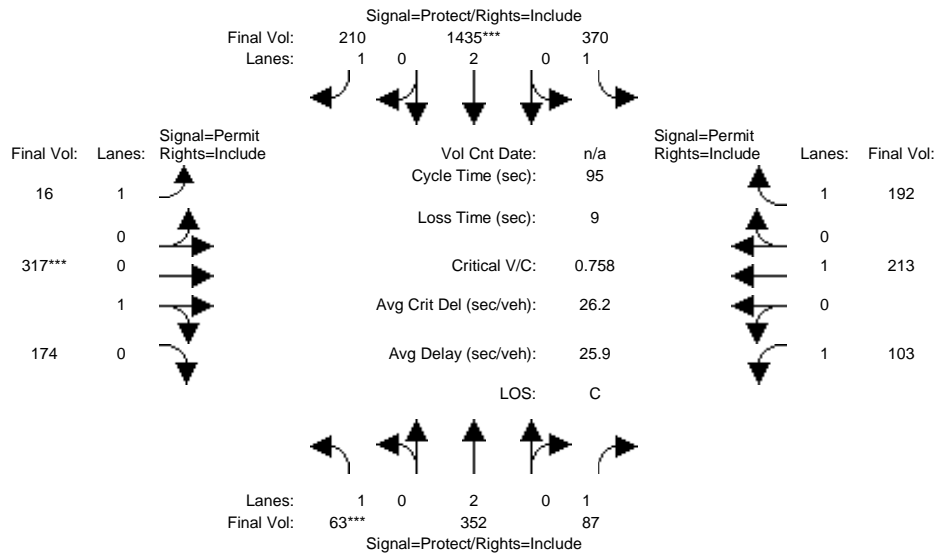 Signal=Protect/Rights=Include
Final Vol: 210 1435*** 370
Lanes: 1 0 2 0 1
Signal=Permit
Final Vol: Lanes: Rights=Include
Vol Cnt Date: n/a
Signal=Permit
Rights=Include Lanes: Final Vol:
Cycle Time (sec): 95
16 1
1 192
Loss Time (sec): 9
0
0
317*** 0
Critical V/C: 0.758
1 213
1
Avg Crit Del (sec/veh): 26.2
0
174 0
Avg Delay (sec/veh): 25.9
1 103
LOS: C
Lanes: 1 0 2 0 1
Final Vol: 63*** 352 87
Signal=Protect/Rights=Include